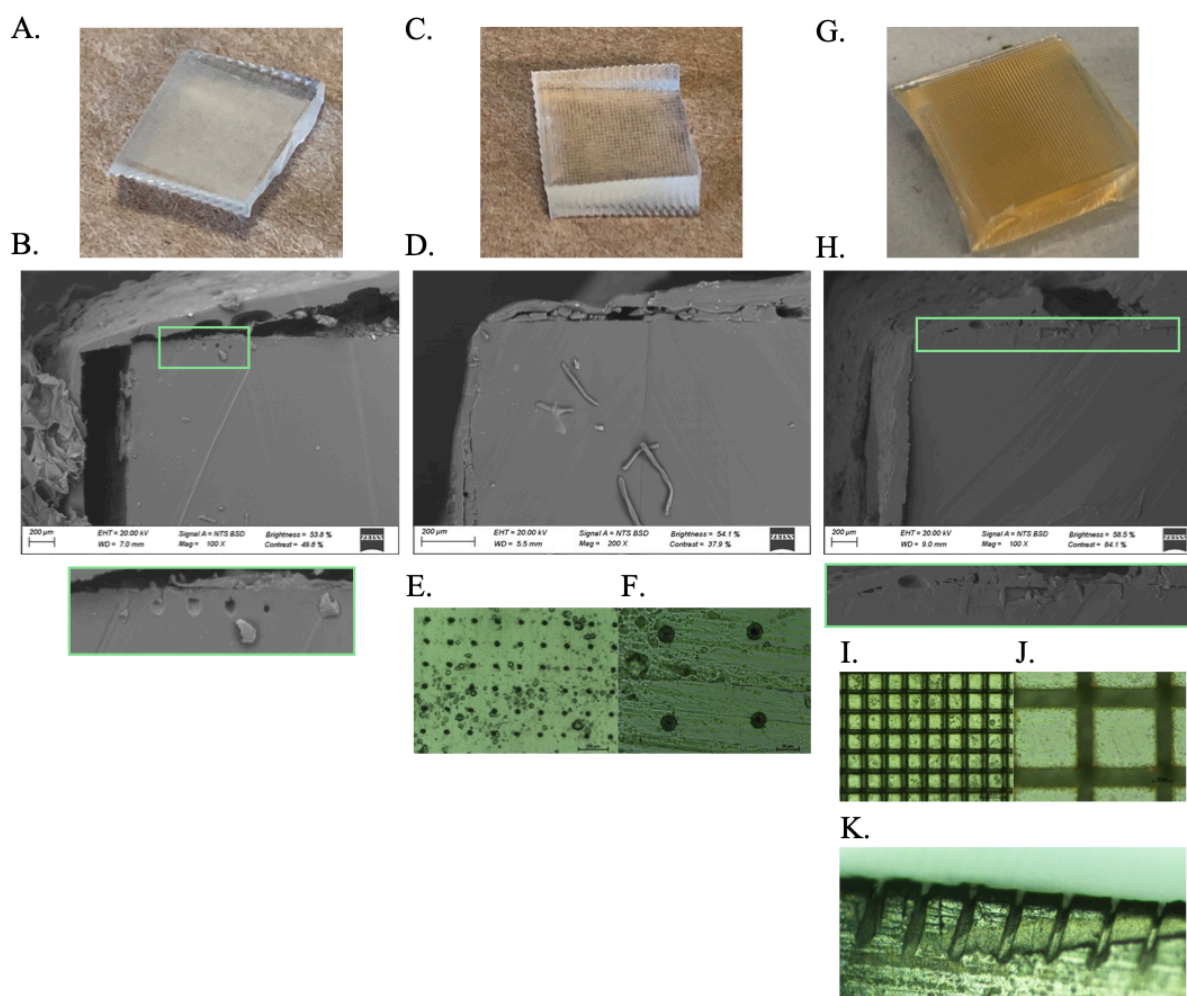 A.
C.
G.
B.
D.
H.
200 µm
EHT = 20.00 kV
WD = 7.0 mm
Signal A = NTS BSD
Mag = 100 X
Brightness = 53.8 %
Contrast = 49.8 %
ZEISS
200 µm
EHT = 20.00 kV
WD = 5.5 mm
Signal A = NTS BSD
Mag = 200 X
Brightness = 54.1 %
Contrast = 37.9 %
ZEISS
200 µm
EHT = 20.00 kV
WD = 9.0 mm
Signal A = NTS BSD
Mag = 100 X
Brightness = 58.5 %
Contrast = 84.1 %
ZEISS
E.
F.
I.
J.
K.